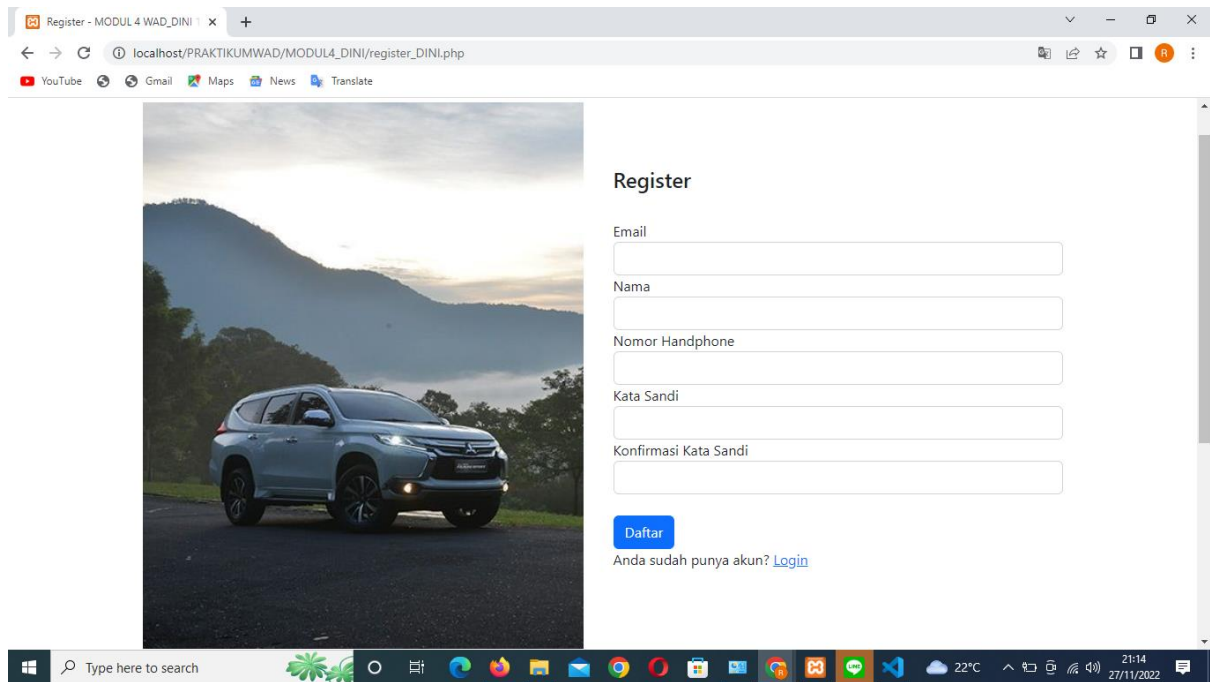 Register - MODUL 4 WAD_DINI
localhost/PRAKTIKUMWAD/MODUL4_DINI/register_DINI.php
R
YouTube Gmail Maps News Translate
Register
Email
Nama
Nomor Handphone
Kata Sandi
Konfirmasi Kata Sandi
Daftar
Anda sudah punya akun? Login
Type here to search
LINE
22°C
21:14
27/11/2022